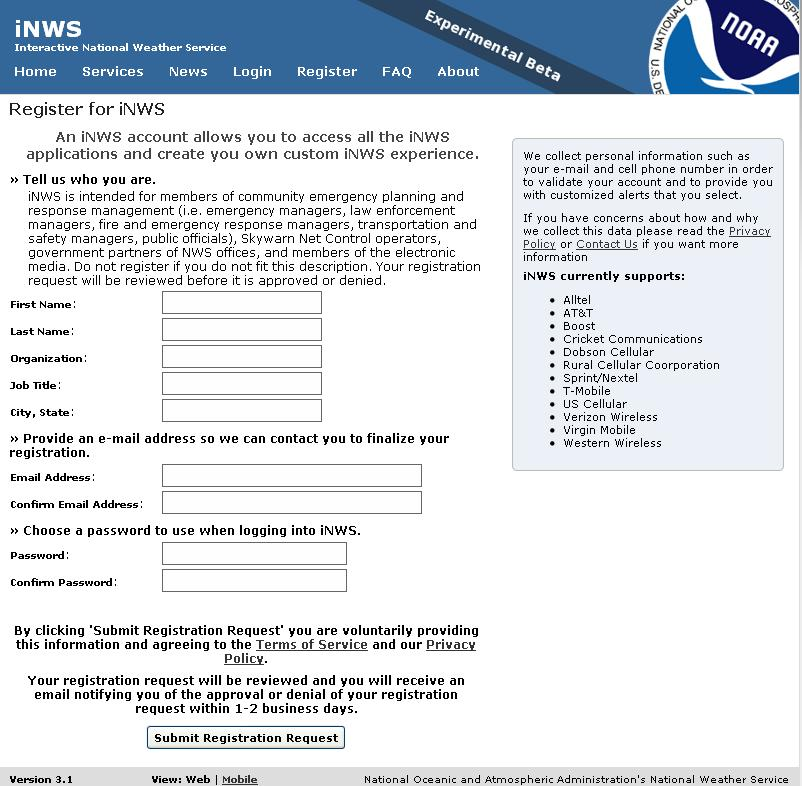 iNWS
Interactive National Weather Service
Experimental Beta
NATIONAL
NOAA
U.S. DE
Home Services News Login Register FAQ About
Register for iNWS
An iNWS account allows you to access all the iNWS
applications and create you own custom iNWS experience.
» Tell us who you are.
iNWS is intended for members of community emergency planning and
response management (i.e. emergency managers, law enforcement
managers, fire and emergency response managers, transportation and
safety managers, public officials), Skywarn Net Control operators,
government partners of NWS offices, and members of the electronic
media. Do not register if you do not fit this description. Your registration
request will be reviewed before it is approved or denied.
First Name:
Last Name:
Organization:
Job Title:
City, State:
» Provide an e-mail address so we can contact you to finalize your
registration.
Email Address:
Confirm Email Address:
» Choose a password to use when logging into iNWS.
Password:
Confirm Password:
By clicking 'Submit Registration Request' you are voluntarily providing
this information and agreeing to the Terms of Service and our Privacy
Policy.
Your registration request will be reviewed and you will receive an
email notifying you of the approval or denial of your registration
request within 1-2 business days.
Submit Registration Request
We collect personal information such as
your e-mail and cell phone number in order
to validate your account and to provide you
with customized alerts that you select.
If you have concerns about how and why
we collect this data please read the Privacy
Policy or Contact Us if you want more
information
iNWS currently supports:
• Alltel
• AT&T
• Boost
• Cricket Communications
• Dobson Cellular
• Rural Cellular Coorporation
• Sprint/Nextel
• T-Mobile
• US Cellular
• Verizon Wireless
• Virgin Mobile
• Western Wireless
Version 3.1 View: Web | Mobile National Oceanic and Atmospheric Administration's National Weather Service